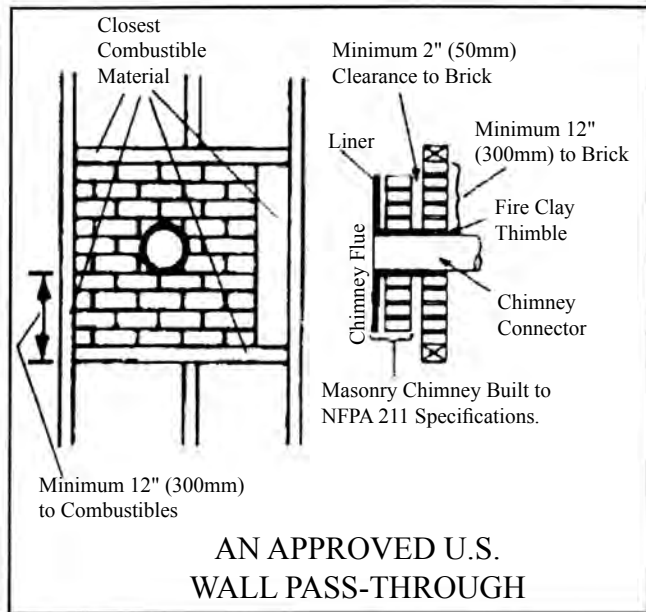 Closest
Combustible
Material
Minimum 2" (50mm)
Clearance to Brick
Liner
Minimum 12"
(300mm) to Brick
Fire Clay
Thimble
Chimney Flue
Chimney
Connector
Masonry Chimney Built to
NFPA 211 Specifications.
Minimum 12" (300mm)
to Combustibles
AN APPROVED U.S.
WALL PASS-THROUGH